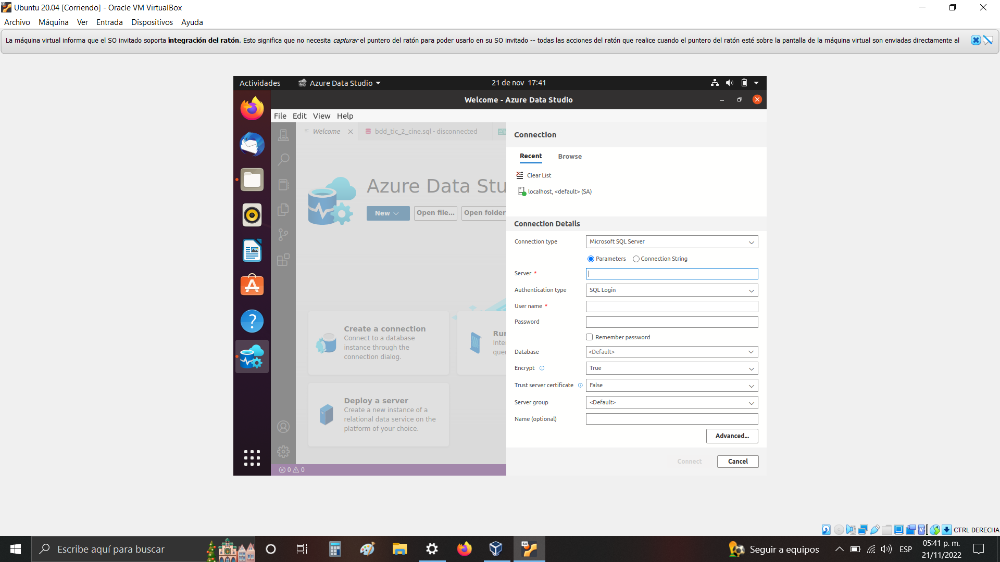 Ubuntu 20.04 [Corriendo] - Oracle VM VirtualBox
Archivo Máquina Ver Entrada Dispositivos Ayuda
La máquina virtual informa que el SO invitado soporta integración del ratón. Esto significa que no necesita capturar el puntero del ratón para poder usarlo en su SO invitado -- todas las acciones del ratón que realice cuando el puntero del ratón esté sobre la pantalla de la máquina virtual son enviadas directamente al
Actividades Azure Data Studio 21 de nov 17:41
Welcome - Azure Data Studio
File Edit View Help
Welcome bdd_tic_2_cine.sql - disconnected
Azure Data Stu
New Open file... Open folder
Create a connection
Connect to a database
instance through the
connection dialog.
Run
Inte
quer
Deploy a server
Create a new instance of a
relational data service on the
platform of your choice.
0 0
Connection
Recent Browse
Clear List
localhost, <default> (SA)
Connection Details
Connection type Microsoft SQL Server
Parameters Connection String
Server *
Authentication type SQL Login
User name *
Password
Remember password
Database <Default>
Encrypt True
Trust server certificate False
Server group <Default>
Name (optional)
Advanced...
Connect Cancel
CTRL DERECHA
Escribe aquí para buscar
64
Seguir a equipos
ESP
05:41 p. m.
21/11/2022